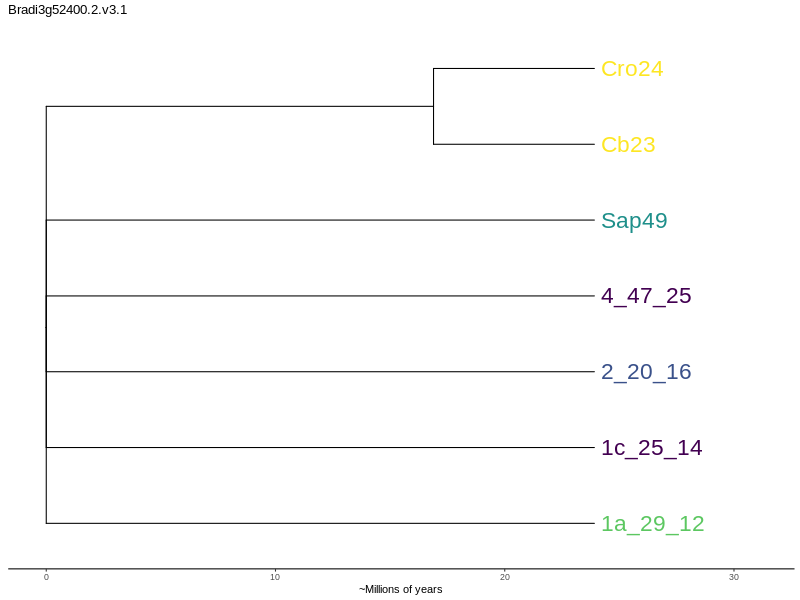 Bradi3g52400.2.v3.1
Cro24
Cb23
Sap49
4_47_25
2_20_16
1c_25_14
1a_29_12
0 10 20 30
~Millions of years